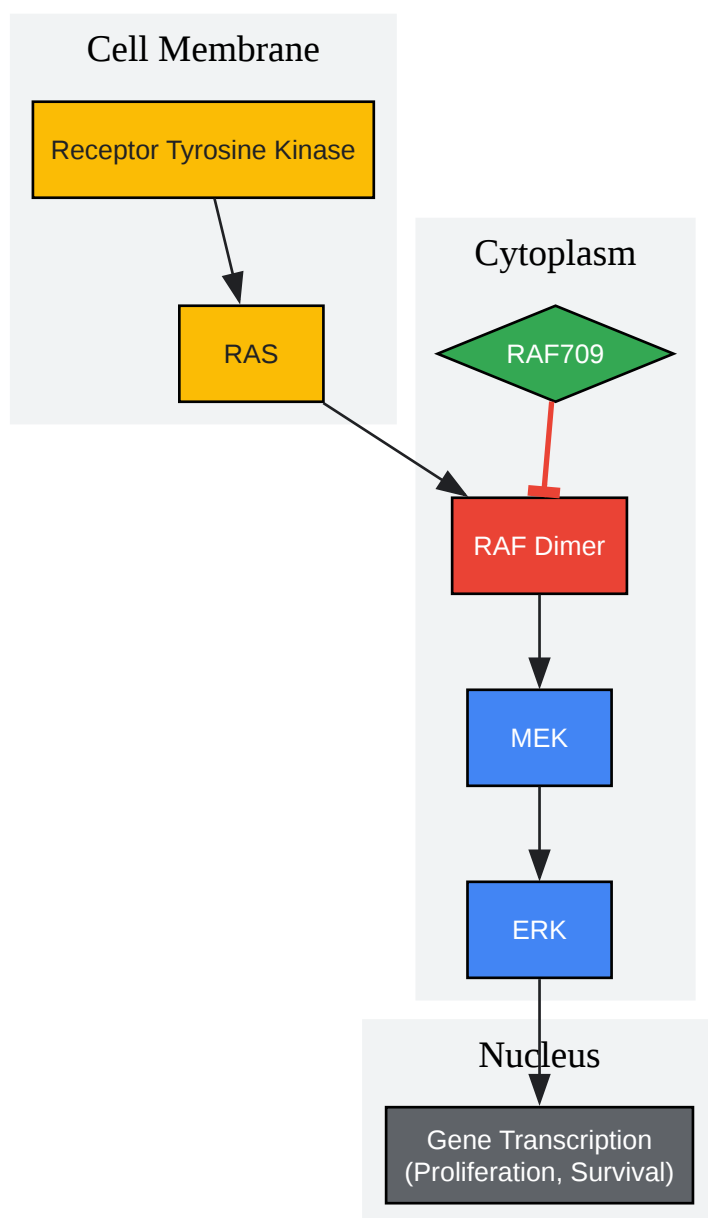 Cell Membrane
Receptor Tyrosine Kinase
RAS
Cytoplasm
RAF709
RAF Dimer
MEK
ERK
Nucleus
Gene Transcription
(Proliferation, Survival)